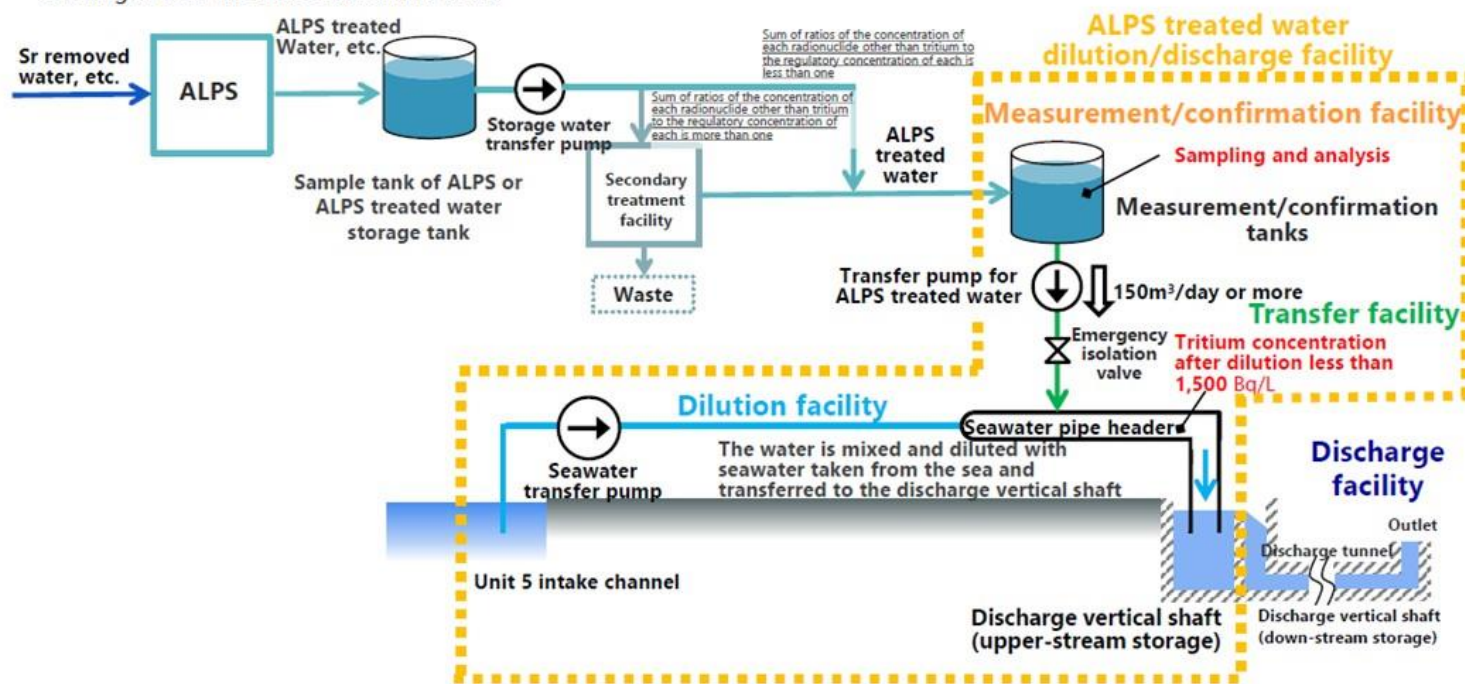 ALPS treated
Water, etc.
Sr removed
water, etc.
ALPS
Storage water
transfer pump
Sample tank of ALPS or
ALPS treated water
storage tank
Sum of ratios of the concentration of
each radionuclide other than tritium to
the regulatory concentration of each is
less than one
Sum of ratios of the concentration of
each radionuclide other than tritium
to the regulatory concentration of
each is more than one
Secondary
treatment
facility
Waste
ALPS
treated
water
ALPS treated water
dilution/discharge facility
Measurement/confirmation facility
Sampling and analysis
Measurement/confirmation
tanks
Transfer pump for
ALPS treated water
150m³/day or more
Transfer facility
Emergency
isolation
valve
Tritium concentration
after dilution less than
1,500 Bq/L
Dilution facility
Seawater pipe header
Seawater
transfer pump
The water is mixed and diluted with
seawater taken from the sea and
transferred to the discharge vertical shaft
Discharge
facility
Outlet
Discharge tunnel
Unit 5 intake channel
Discharge vertical shaft
(upper-stream storage)
Discharge vertical shaft
(down-stream storage)